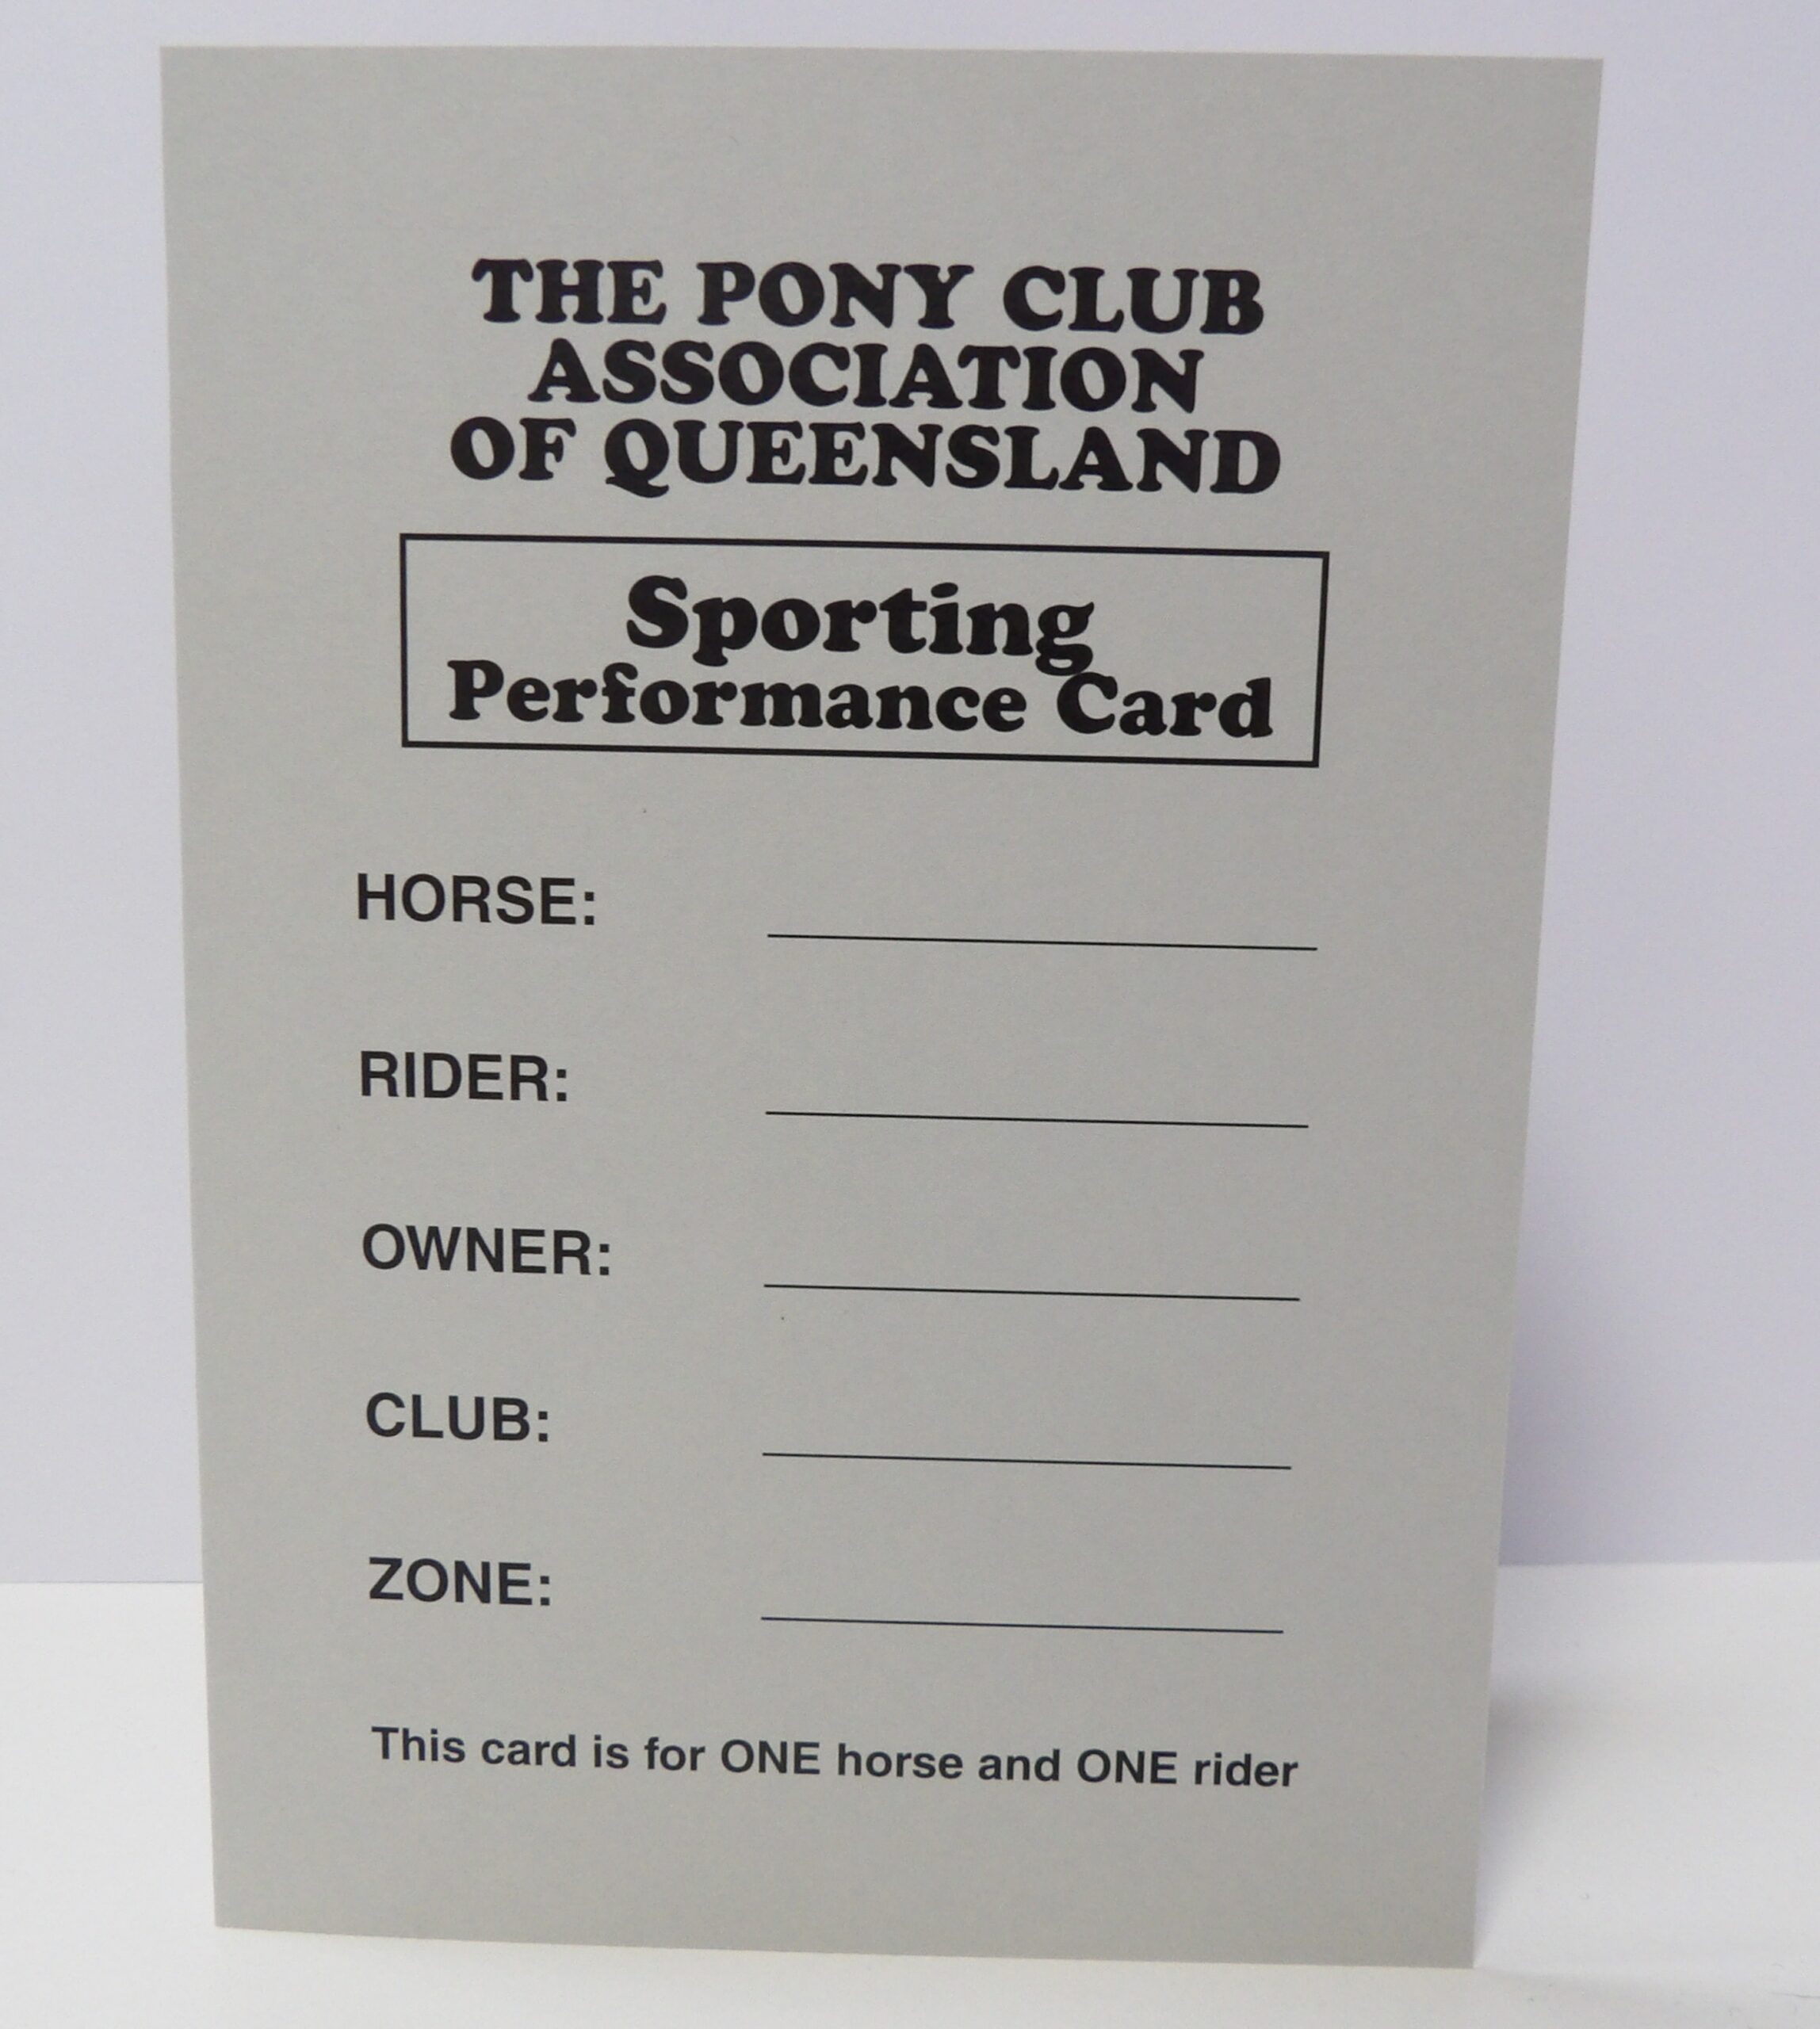 THE PONY CLUB
ASSOCIATION
OF QUEENSLAND
Sporting
Performance Card
HORSE:
RIDER:
OWNER:
CLUB:
ZONE:
This card is for ONE horse and ONE rider